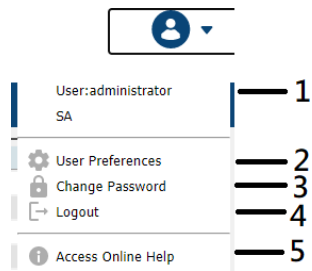 User:administrator 1
SA
User Preferences 2
Change Password 3
Logout 4
Access Online Help 5